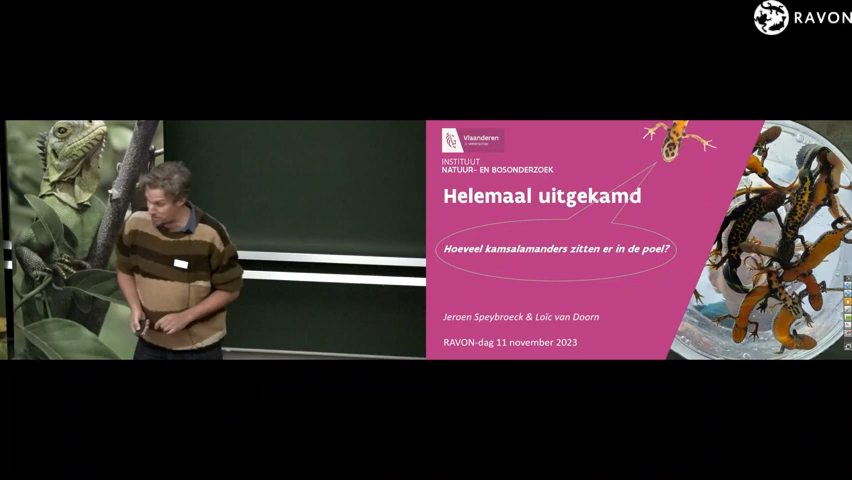 RAVON
Vlaanderen
is wetenschap
INSTITUUT
NATUUR- EN BOSONDERZOEK
Helemaal uitgekamd
Hoeveel kamsalamanders zitten er in de poel?
Jeroen Speybroeck & Loïc van Doorn
RAVON-dag 11 november 2023